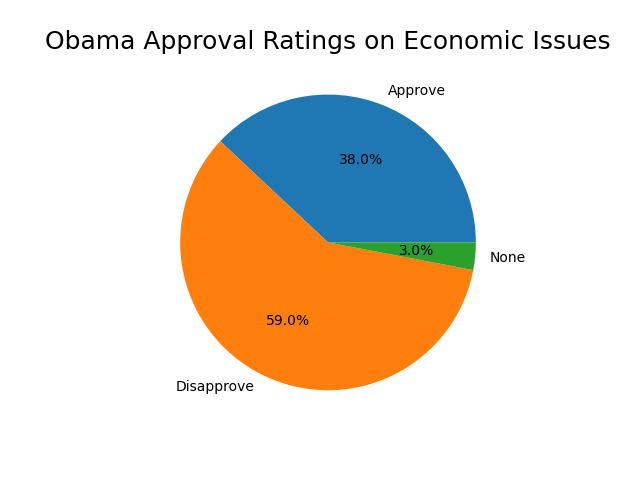 Obama Approval Ratings on Economic Issues
Approve
38.0%
3.0%
None
59.0%
Disapprove